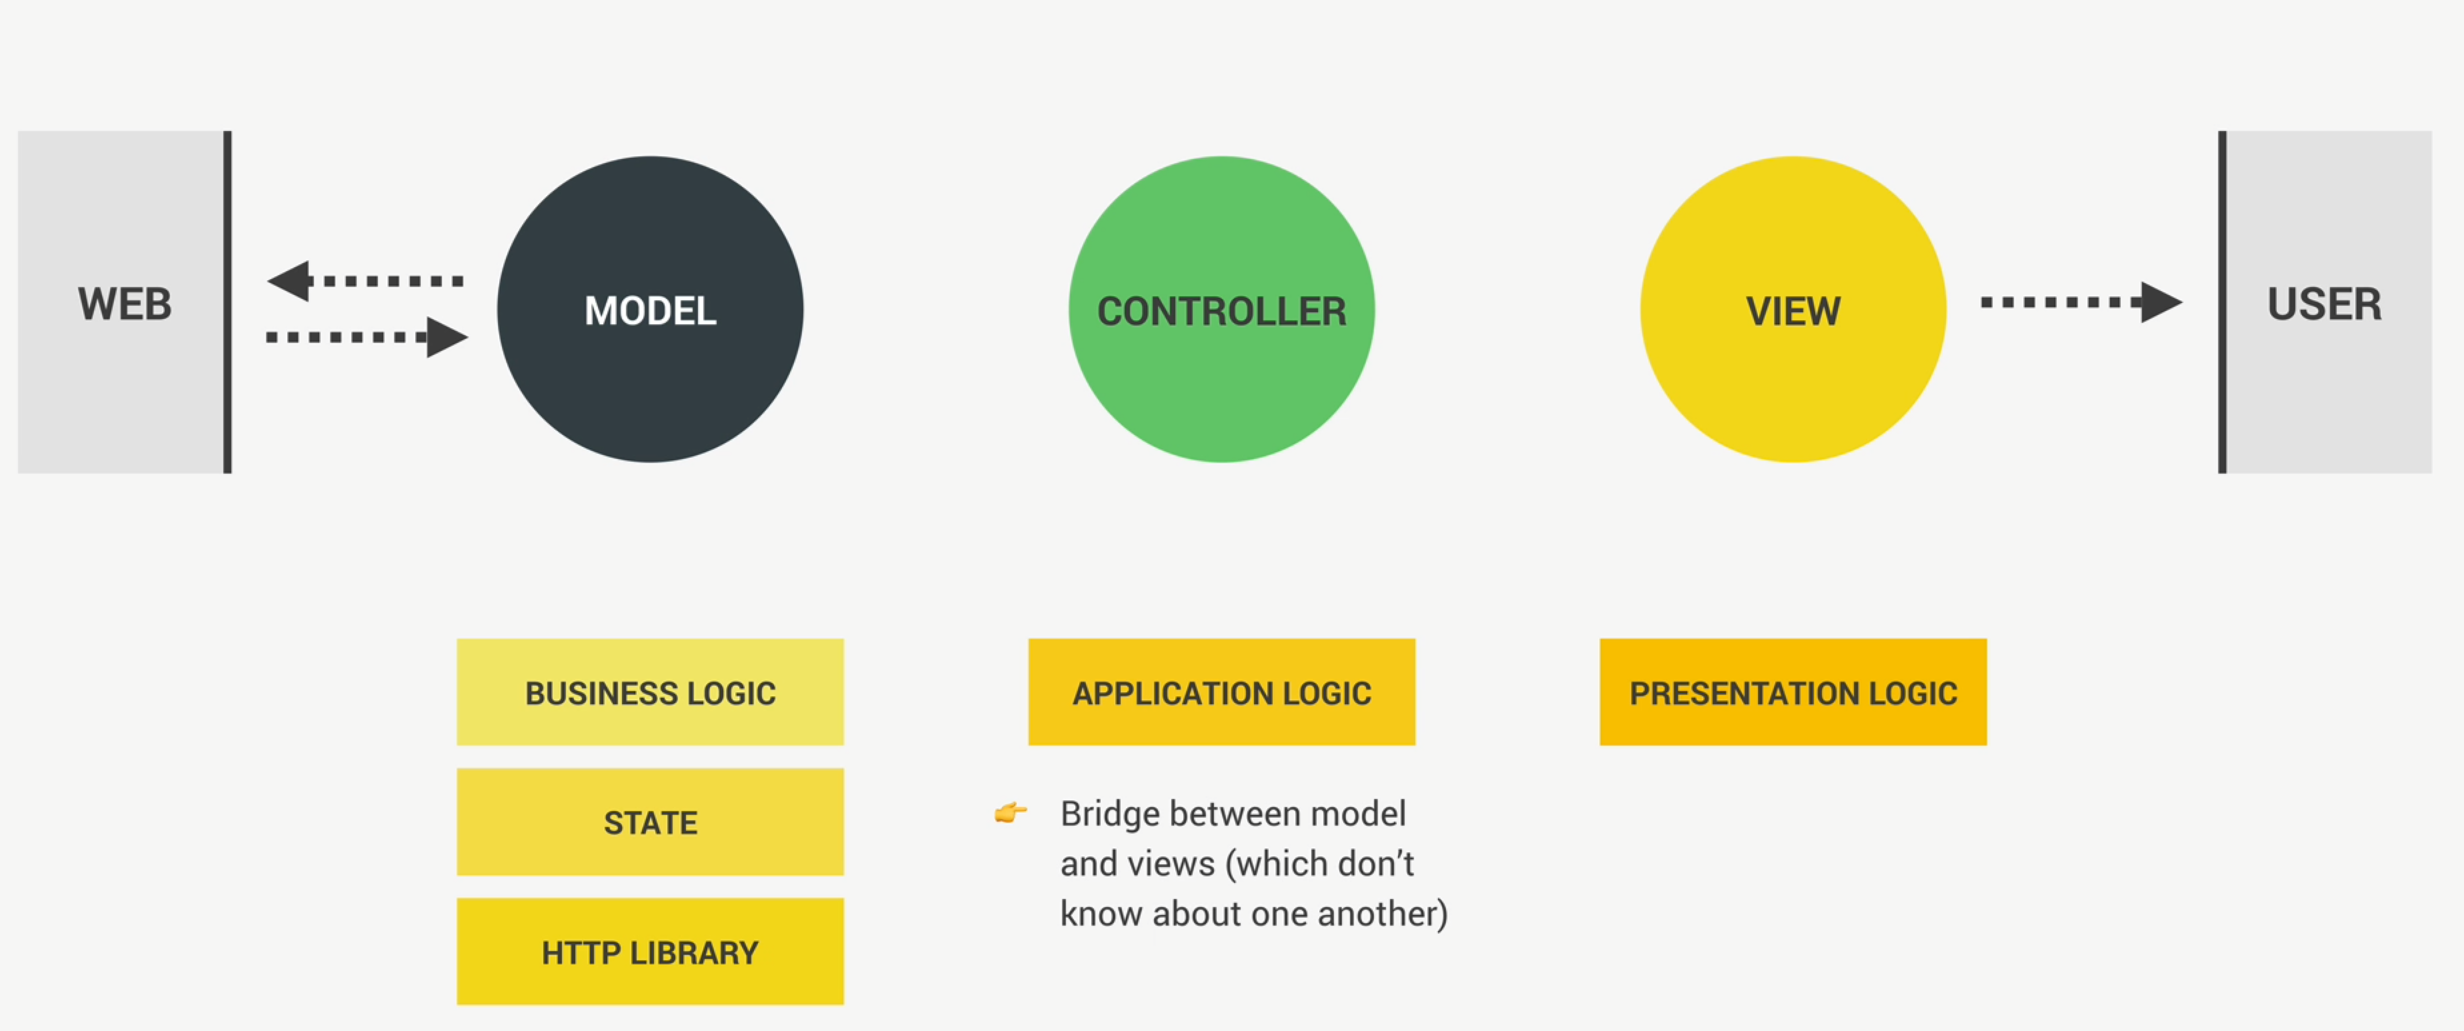 WEB
MODEL
CONTROLLER
VIEW
USER
BUSINESS LOGIC
APPLICATION LOGIC
PRESENTATION LOGIC
STATE
HTTP LIBRARY
👉 Bridge between model
and views (which don’t
know about one another)